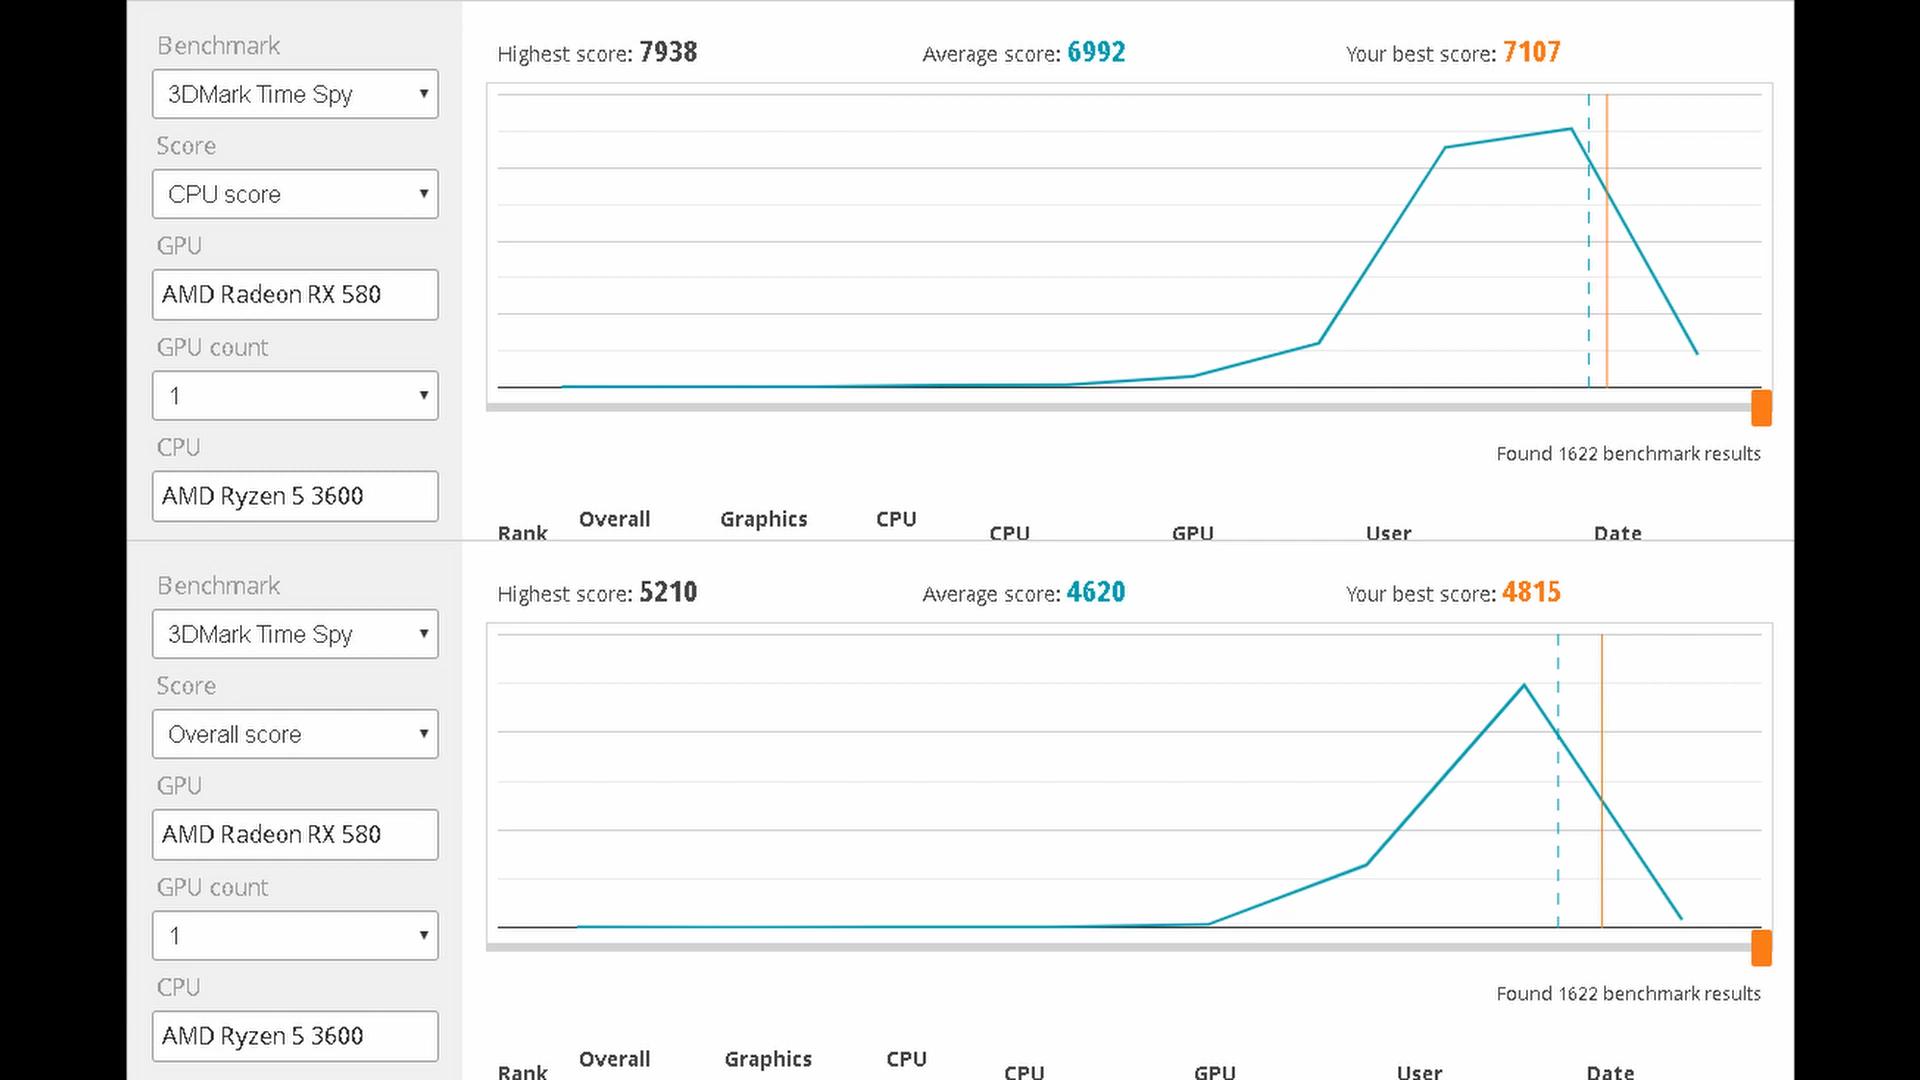 Benchmark
3DMark Time Spy
Score
CPU score
GPU
AMD Radeon RX 580
GPU count
1
CPU
AMD Ryzen 5 3600
Highest score: 7938 Average score: 6992 Your best score: 7107
Found 1622 benchmark results
Rank Overall Graphics CPU CPU GPU User Date
Benchmark
3DMark Time Spy
Score
Overall score
GPU
AMD Radeon RX 580
GPU count
1
CPU
AMD Ryzen 5 3600
Highest score: 5210 Average score: 4620 Your best score: 4815
Found 1622 benchmark results
Rank Overall Graphics CPU CPU GPU User Date